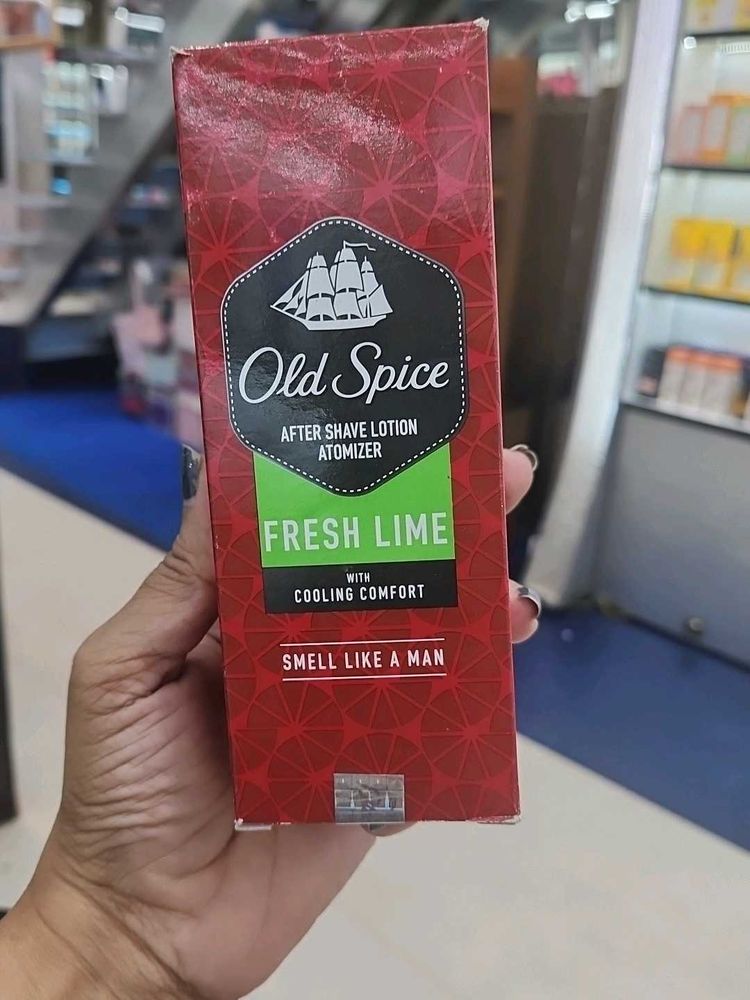 Old Spice
AFTER SHAVE LOTION
ATOMIZER
FRESH LIME
WITH
COOLING COMFORT
SMELL LIKE A MAN